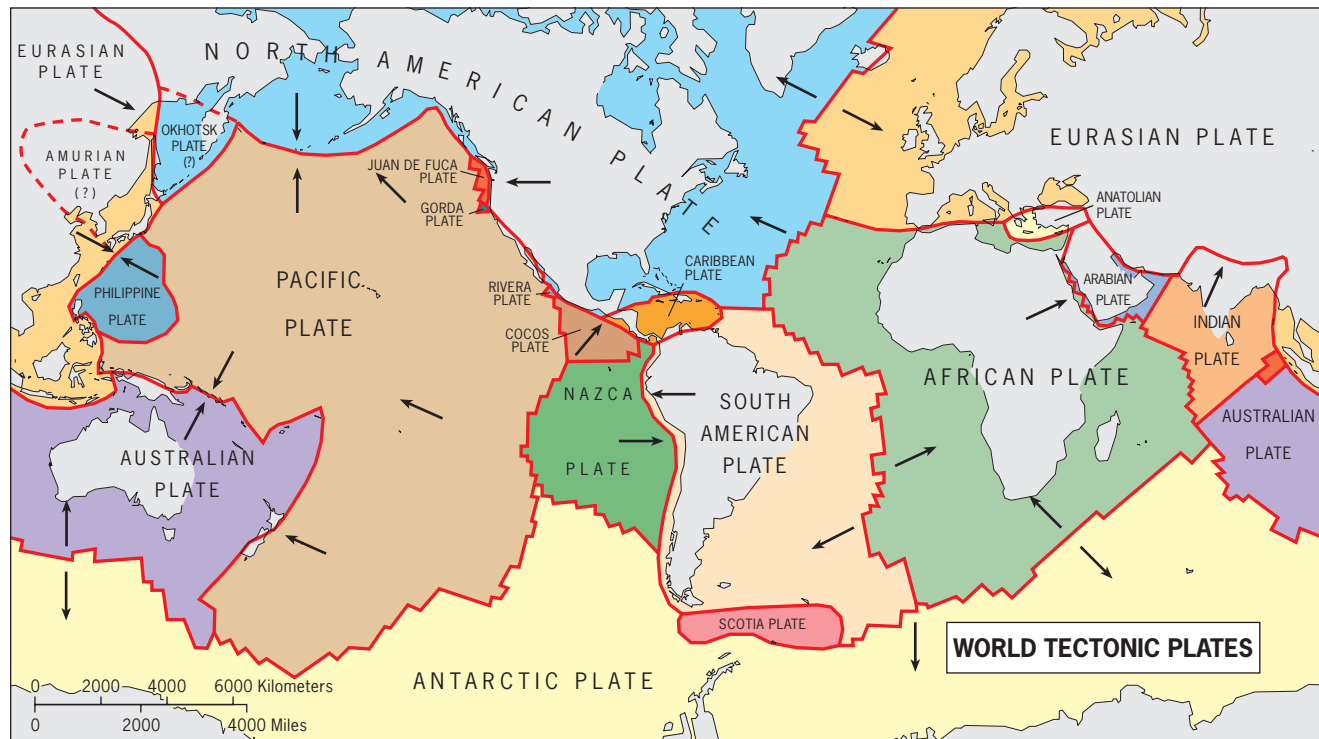 EURASIAN
PLATE
NORTH AMERICAN PLATE
OKHOTSK
PLATE
(?)
AMURIAN
PLATE
(?)
JUAN DE FUCA
PLATE
GORDA
PLATE
EURASIAN PLATE
ANATOLIAN
PLATE
CARIBBEAN
PLATE
ARABIAN
PLATE
PHILIPPINE
PLATE
PACIFIC
PLATE
RIVERA
PLATE
COCOS
PLATE
INDIAN
PLATE
NAZCA
PLATE
SOUTH
AMERICAN
PLATE
AFRICAN PLATE
AUSTRALIAN
PLATE
AUSTRALIAN
PLATE
SCOTIA PLATE
WORLD TECTONIC PLATES
ANTARCTIC PLATE
0 2000 4000 6000 Kilometers
0 2000 4000 Miles